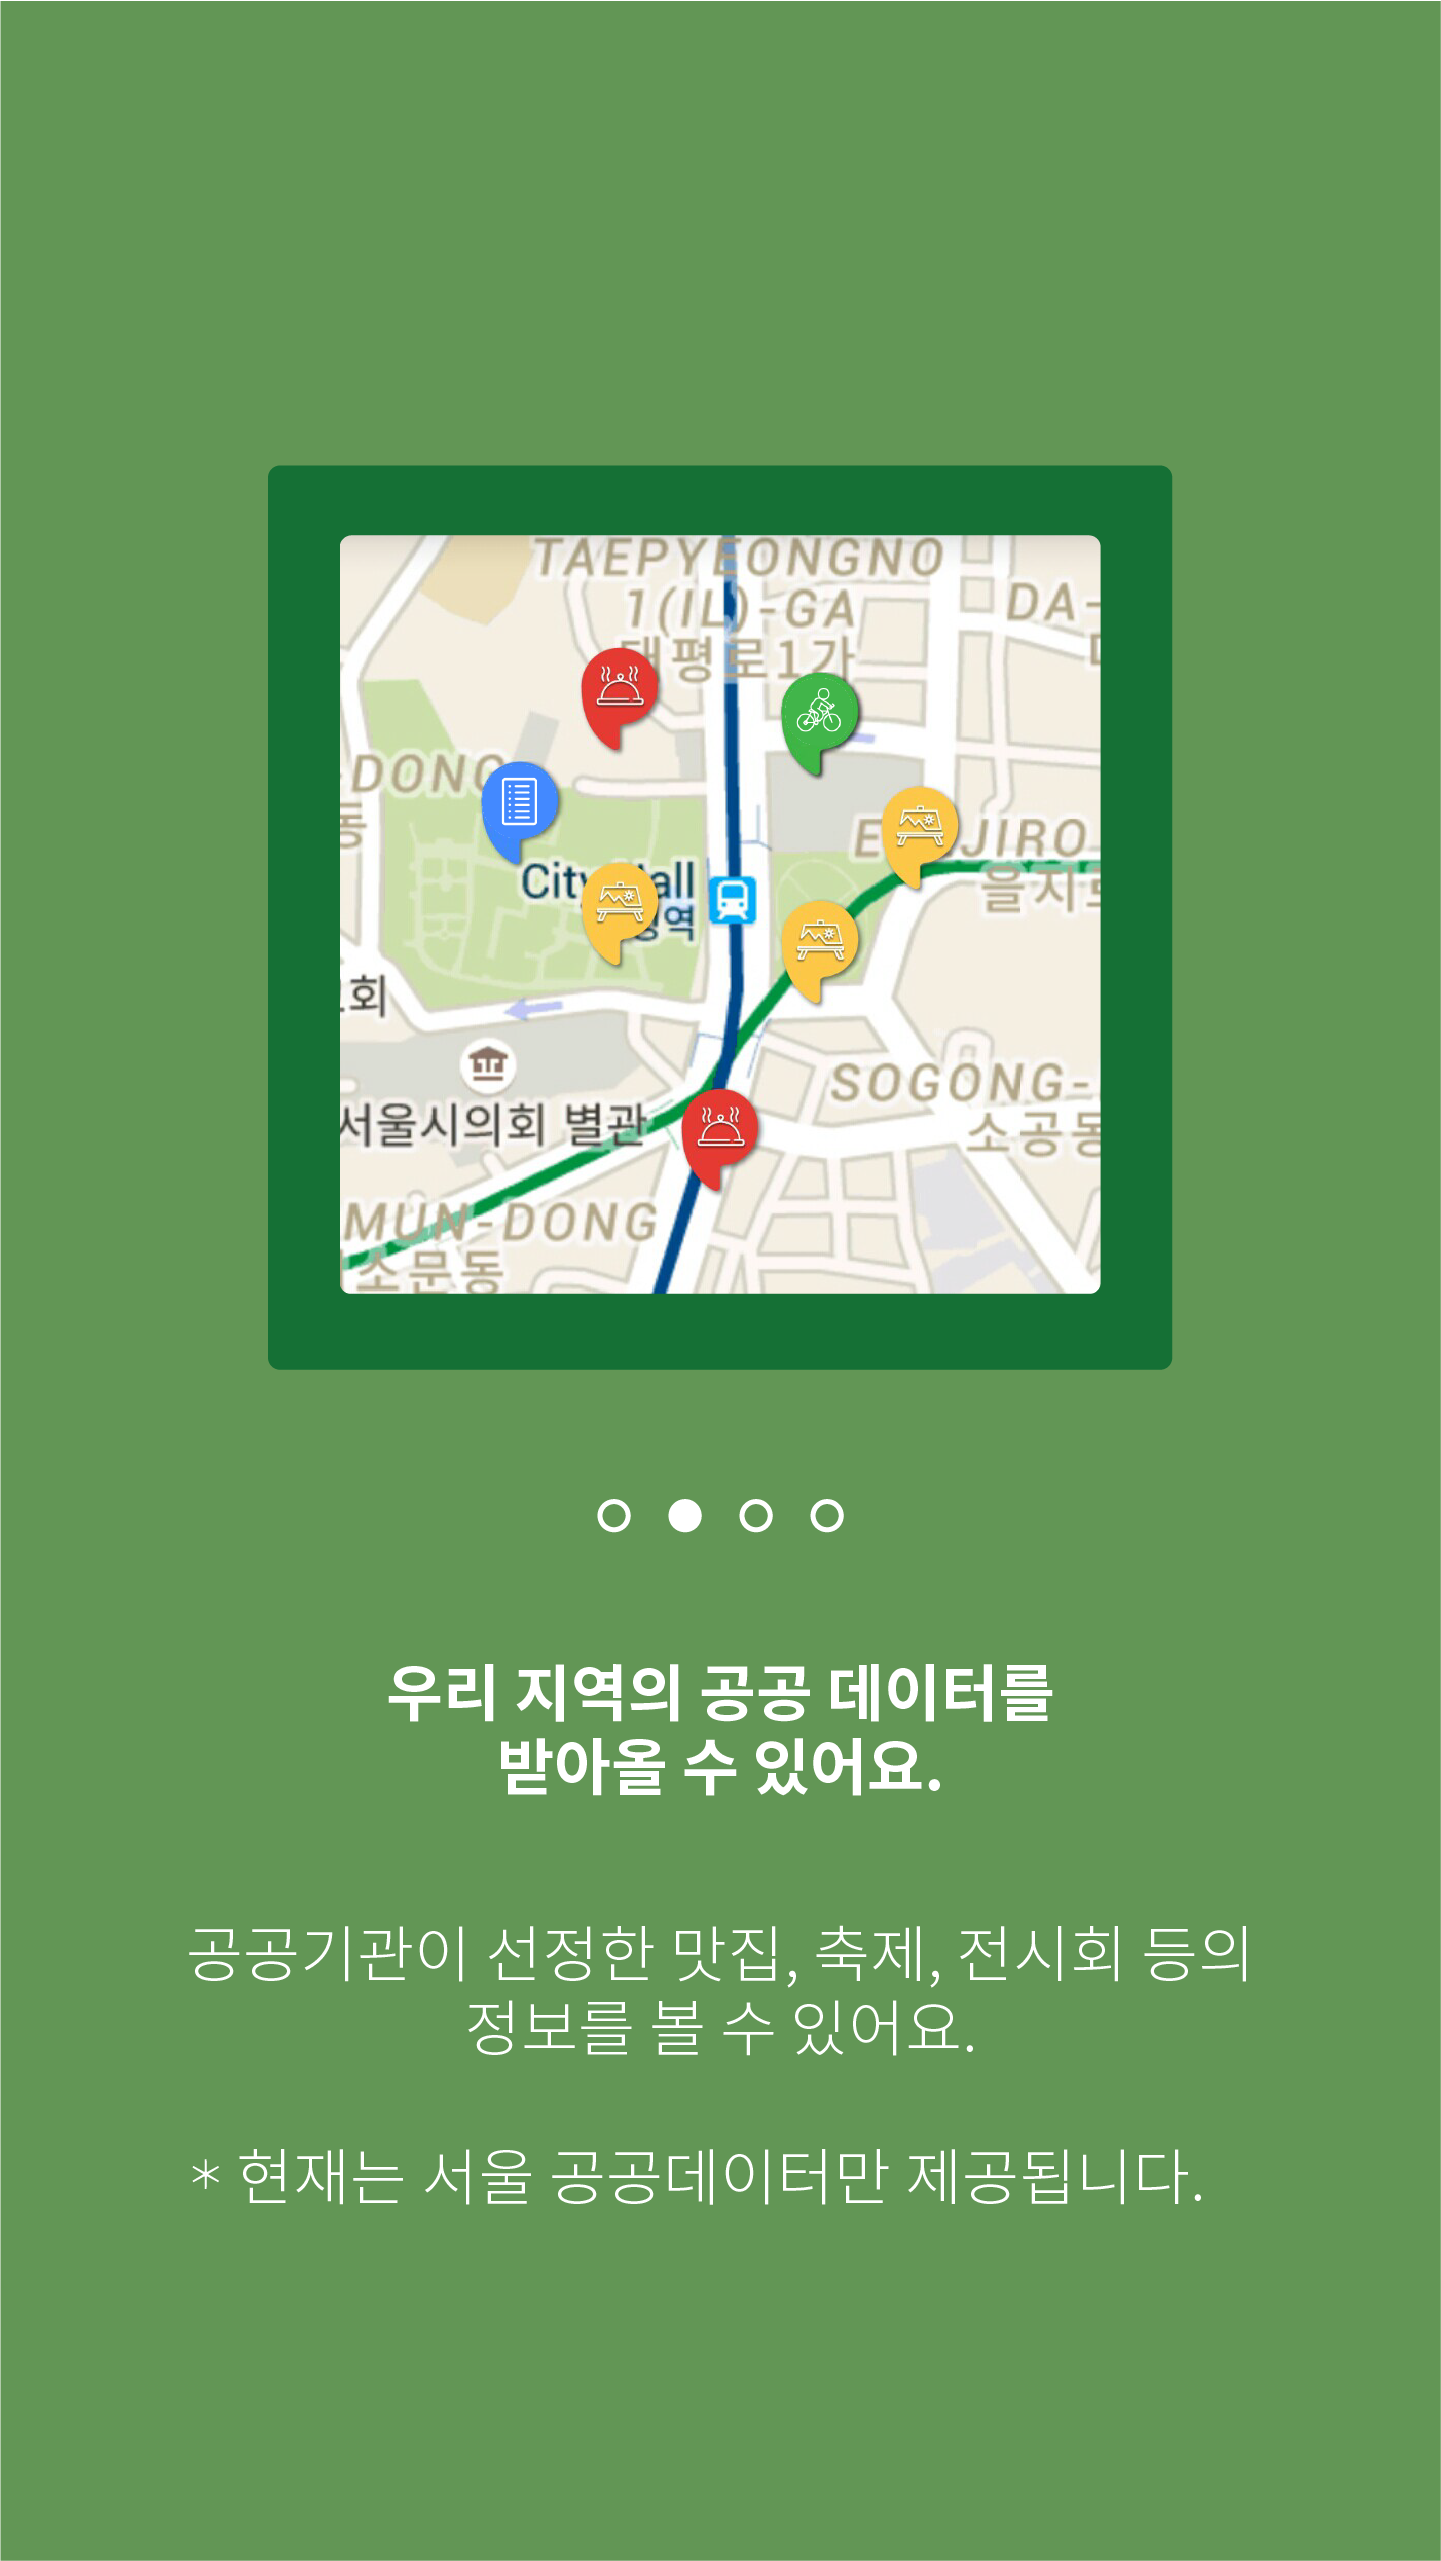 TAEPYEONGNO
1(IL)-GA
평로1가
DA-
-DONG
동
City
역
JIRO
을지
회
SOGONG-
소공동
서울시의회 별관
MUN-DONG
소문동
우리 지역의 공공 데이터를
받아올 수 있어요.
공공기관이 선정한 맛집, 축제, 전시회 등의
정보를 볼 수 있어요.
* 현재는 서울 공공데이터만 제공됩니다.